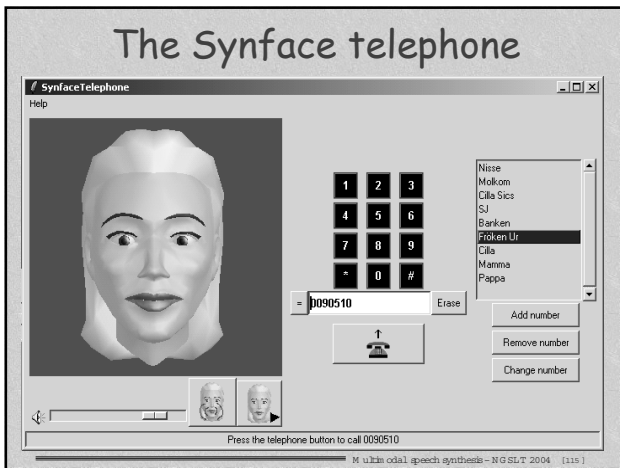 The Synface telephone
SynfaceTelephone
Help
1 2 3
4 5 6
7 8 9
* 0 #
= 0090510 Erase
Nisse
Molkom
Cilla Sics
SJ
Banken
Fröken Ur
Cilla
Mamma
Pappa
Add number
Remove number
Change number
Press the telephone button to call 0090510
Multimodal speech synthesis - NGSLT 2004 [115]